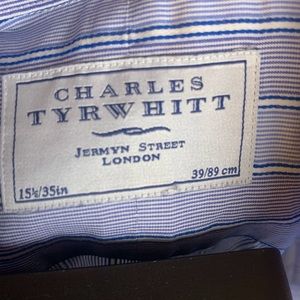 CHARLES
TYRWHITT
JERMYN STREET
LONDON
15½/35in 39/89 cm